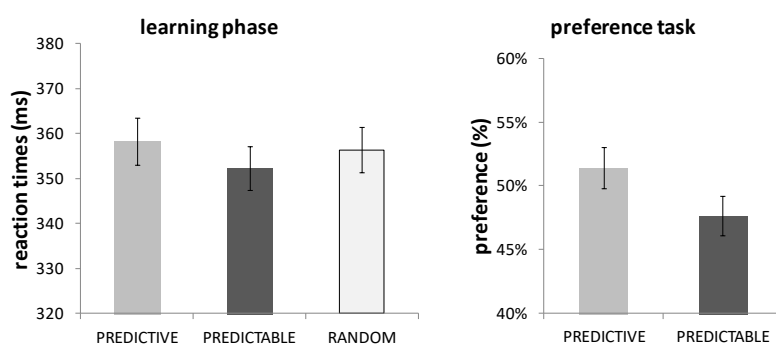 learning phase
reaction times (ms)
380
370
360
350
340
330
320
PREDICTIVE PREDICTABLE RANDOM
preference task
preference (%)
60%
55%
50%
45%
40%
PREDICTIVE PREDICTABLE